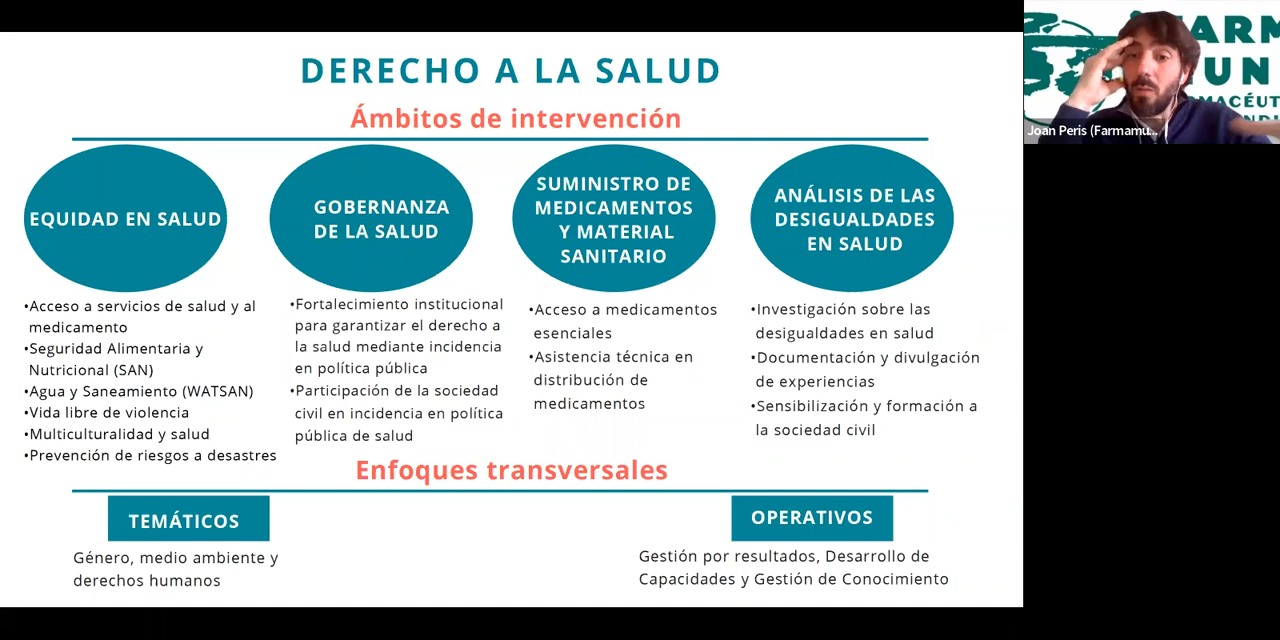 DERECHO A LA SALUD
Ámbitos de intervención
EQUIDAD EN SALUD
•Acceso a servicios de salud y al
medicamento
•Seguridad Alimentaria y
Nutricional (SAN)
•Agua y Saneamiento (WATSAN)
•Vida libre de violencia
•Multiculturalidad y salud
•Prevención de riesgos a desastres
GOBERNANZA
DE LA SALUD
•Fortalecimiento institucional
para garantizar el derecho a
la salud mediante incidencia
en política pública
•Participación de la sociedad
civil en incidencia en política
pública de salud
SUMINISTRO DE
MEDICAMENTOS
Y MATERIAL
SANITARIO
•Acceso a medicamentos
esenciales
•Asistencia técnica en
distribución de
medicamentos
ANÁLISIS DE LAS
DESIGUALDADES
EN SALUD
•Investigación sobre las
desigualdades en salud
•Documentación y divulgación
de experiencias
•Sensibilización y formación a
la sociedad civil
Enfoques transversales
TEMÁTICOS
Género, medio ambiente y
derechos humanos
OPERATIVOS
Gestión por resultados, Desarrollo de
Capacidades y Gestión de Conocimiento
Joan Peris (Farmamu...